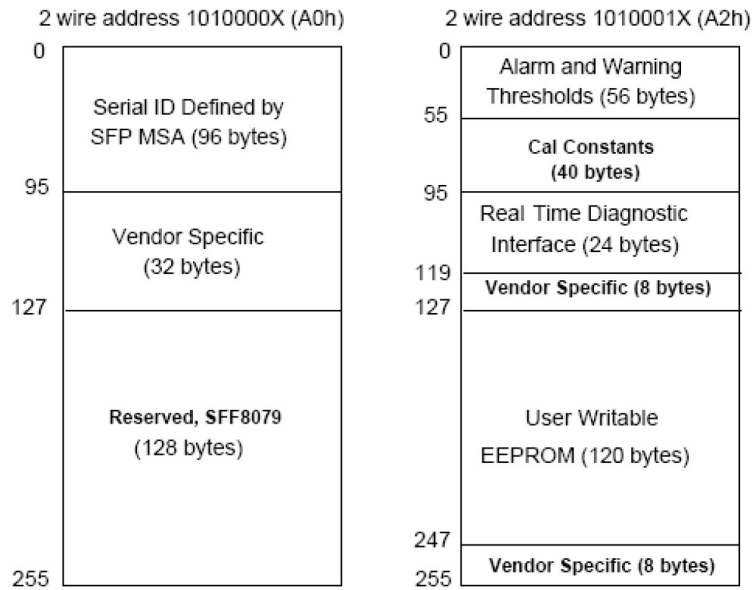 2 wire address 1010000X (A0h)
0
Serial ID Defined by
SFP MSA (96 bytes)
95
Vendor Specific
(32 bytes)
127
Reserved, SFF8079
(128 bytes)
255
2 wire address 1010001X (A2h)
0
Alarm and Warning
Thresholds (56 bytes)
55
Cal Constants
(40 bytes)
95
Real Time Diagnostic
Interface (24 bytes)
119
Vendor Specific (8 bytes)
127
User Writable
EEPROM (120 bytes)
247
Vendor Specific (8 bytes)
255